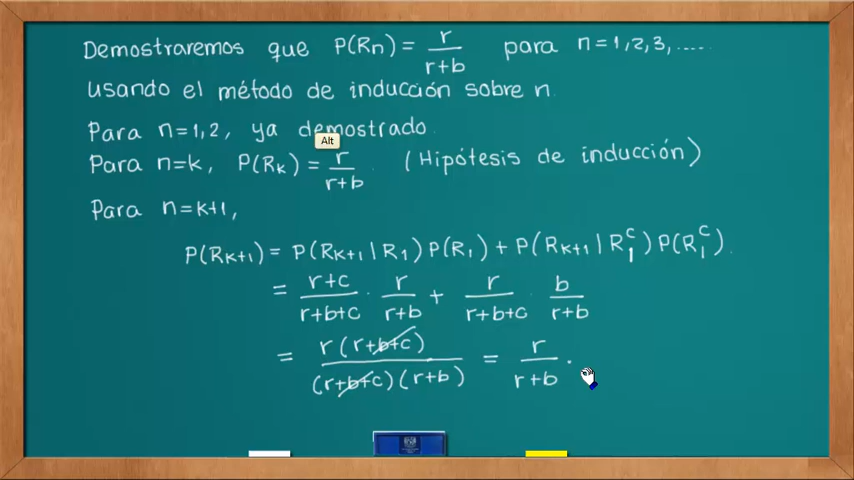 Demostraremos que P(Rn) = r/(r+b) para n=1,2,3,.....
usando el método de inducción sobre n.
Para n=1,2, ya demostrado.
Alt
Para n=k, P(Rk) = r/(r+b). (Hipótesis de inducción)
Para n=k+1,
P(Rk+1) = P(Rk+1 | R1) P(R1) + P(Rk+1 | R1^c) P(R1^c).
= (r+c)/(r+b+c) · r/(r+b) + r/(r+b+c) · b/(r+b)
= r(r+b+c)/((r+b+c)(r+b)) = r/(r+b).